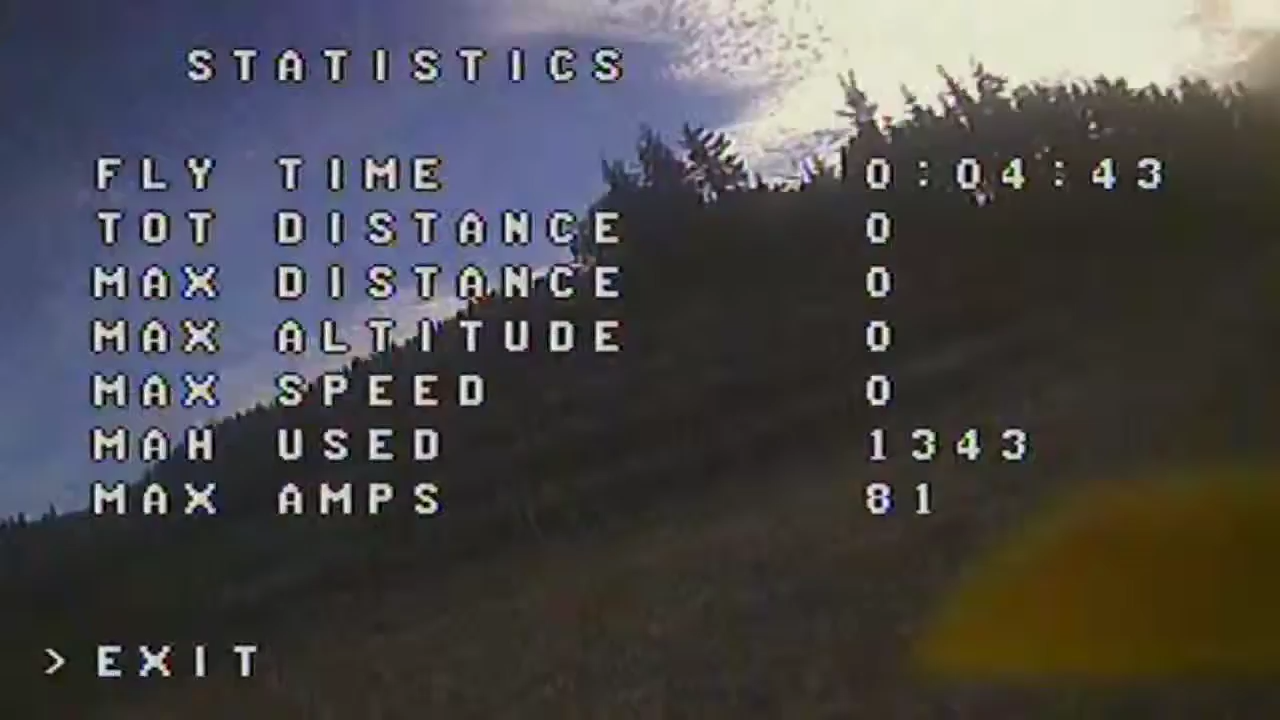 STATISTICS
FLY TIME 0:04:43
TOT DISTANCE 0
MAX DISTANCE 0
MAX ALTITUDE 0
MAX SPEED 0
MAH USED 1343
MAX AMPS 81
> EXIT